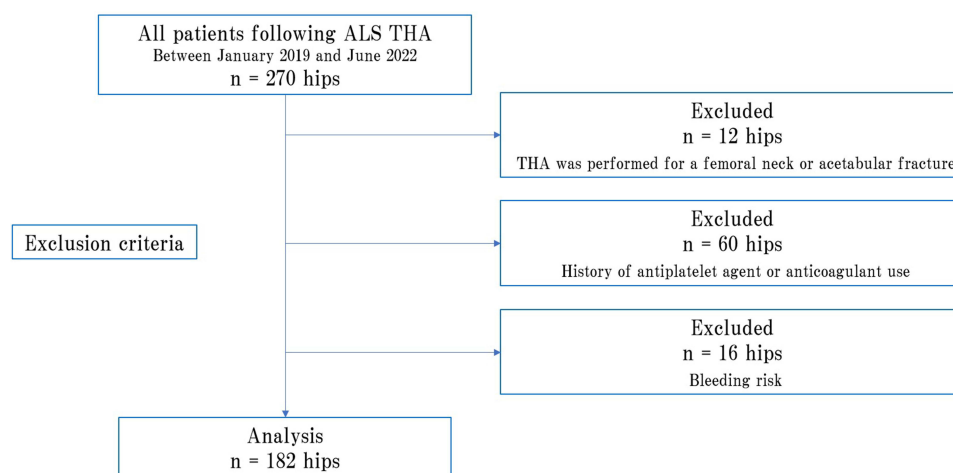 All patients following ALS THA
Between January 2019 and June 2022
n = 270 hips
Excluded
n = 12 hips
THA was performed for a femoral neck or acetabular fracture
Exclusion criteria
Excluded
n = 60 hips
History of antiplatelet agent or anticoagulant use
Excluded
n = 16 hips
Bleeding risk
Analysis
n = 182 hips